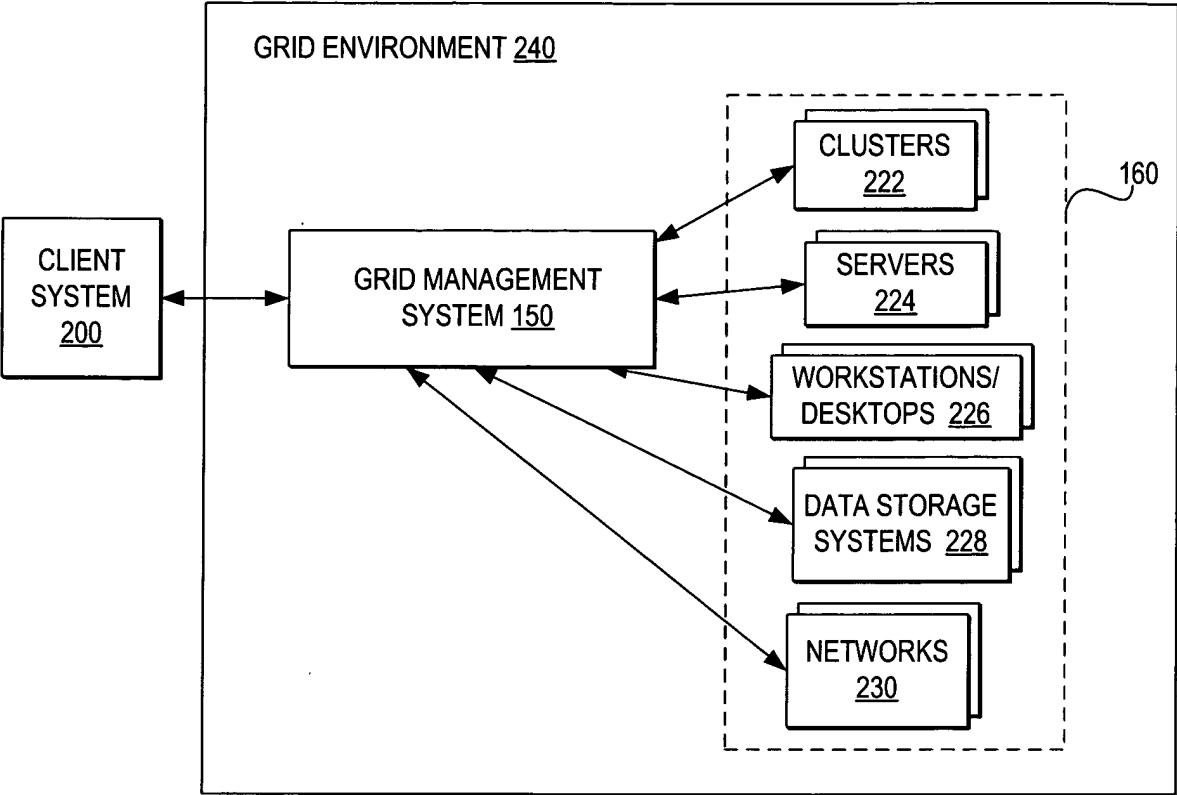 GRID ENVIRONMENT 240
CLUSTERS
222
160
SERVERS
224
CLIENT
SYSTEM
200
GRID MANAGEMENT
SYSTEM 150
WORKSTATIONS/
DESKTOPS 226
DATA STORAGE
SYSTEMS 228
NETWORKS
230